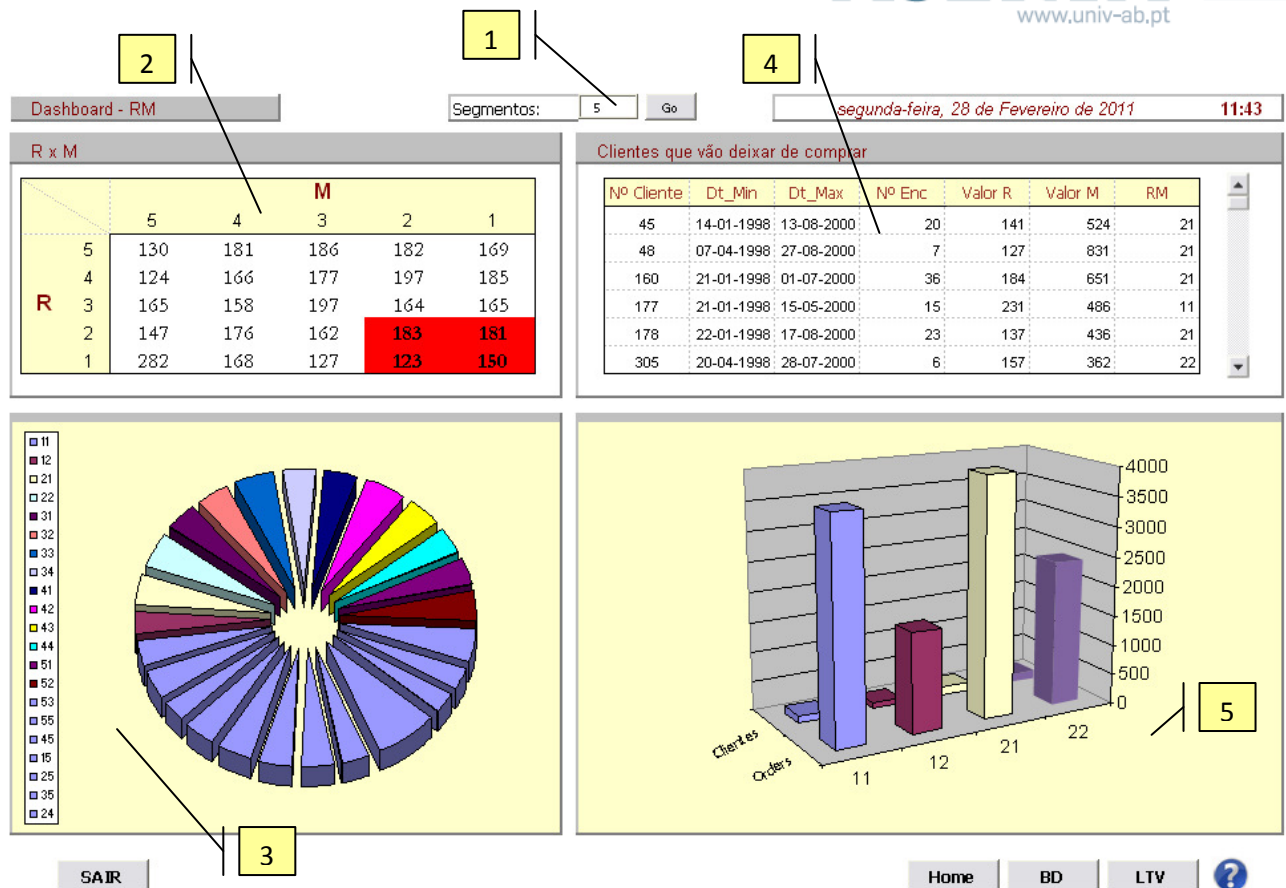 www.univ-ab.pt
1
2
4
Dashboard - RM
Segmentos: 5 Go
segunda-feira, 28 de Fevereiro de 2011 11:43
R x M
M
5 4 3 2 1
5 130 181 186 182 169
4 124 166 177 197 185
R 3 165 158 197 164 165
2 147 176 162 183 181
1 282 168 127 123 150
Clientes que vão deixar de comprar
Nº Cliente Dt_Min Dt_Max Nº Enc Valor R Valor M RM
45 14-01-1998 13-08-2000 20 141 524 21
48 07-04-1998 27-08-2000 7 127 831 21
160 21-01-1998 01-07-2000 36 184 651 21
177 21-01-1998 15-05-2000 15 231 486 11
178 22-01-1998 17-08-2000 23 137 436 21
305 20-04-1998 28-07-2000 6 157 362 22
11
12
21
22
31
32
33
34
41
42
43
44
51
52
53
55
45
15
25
35
24
3
4000
3500
3000
2500
2000
1500
1000
500
0
Clientes
Orders
11 12 21 22
5
SAIR
Home BD LTV ?